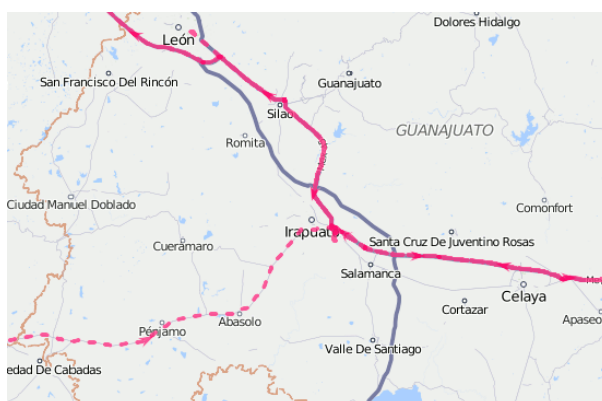 Dolores Hidalgo
León
San Francisco Del Rincón
Guanajuato
Silao
GUANAJUATO
Romita
Ciudad Manuel Doblado
Comonfort
Irapuato
Santa Cruz De Juventino Rosas
Cuerámaro
Salamanca
Celaya
Cortazar
Apaseo
Abasolo
Pénjamo
Valle De Santiago
edad De Cabadas